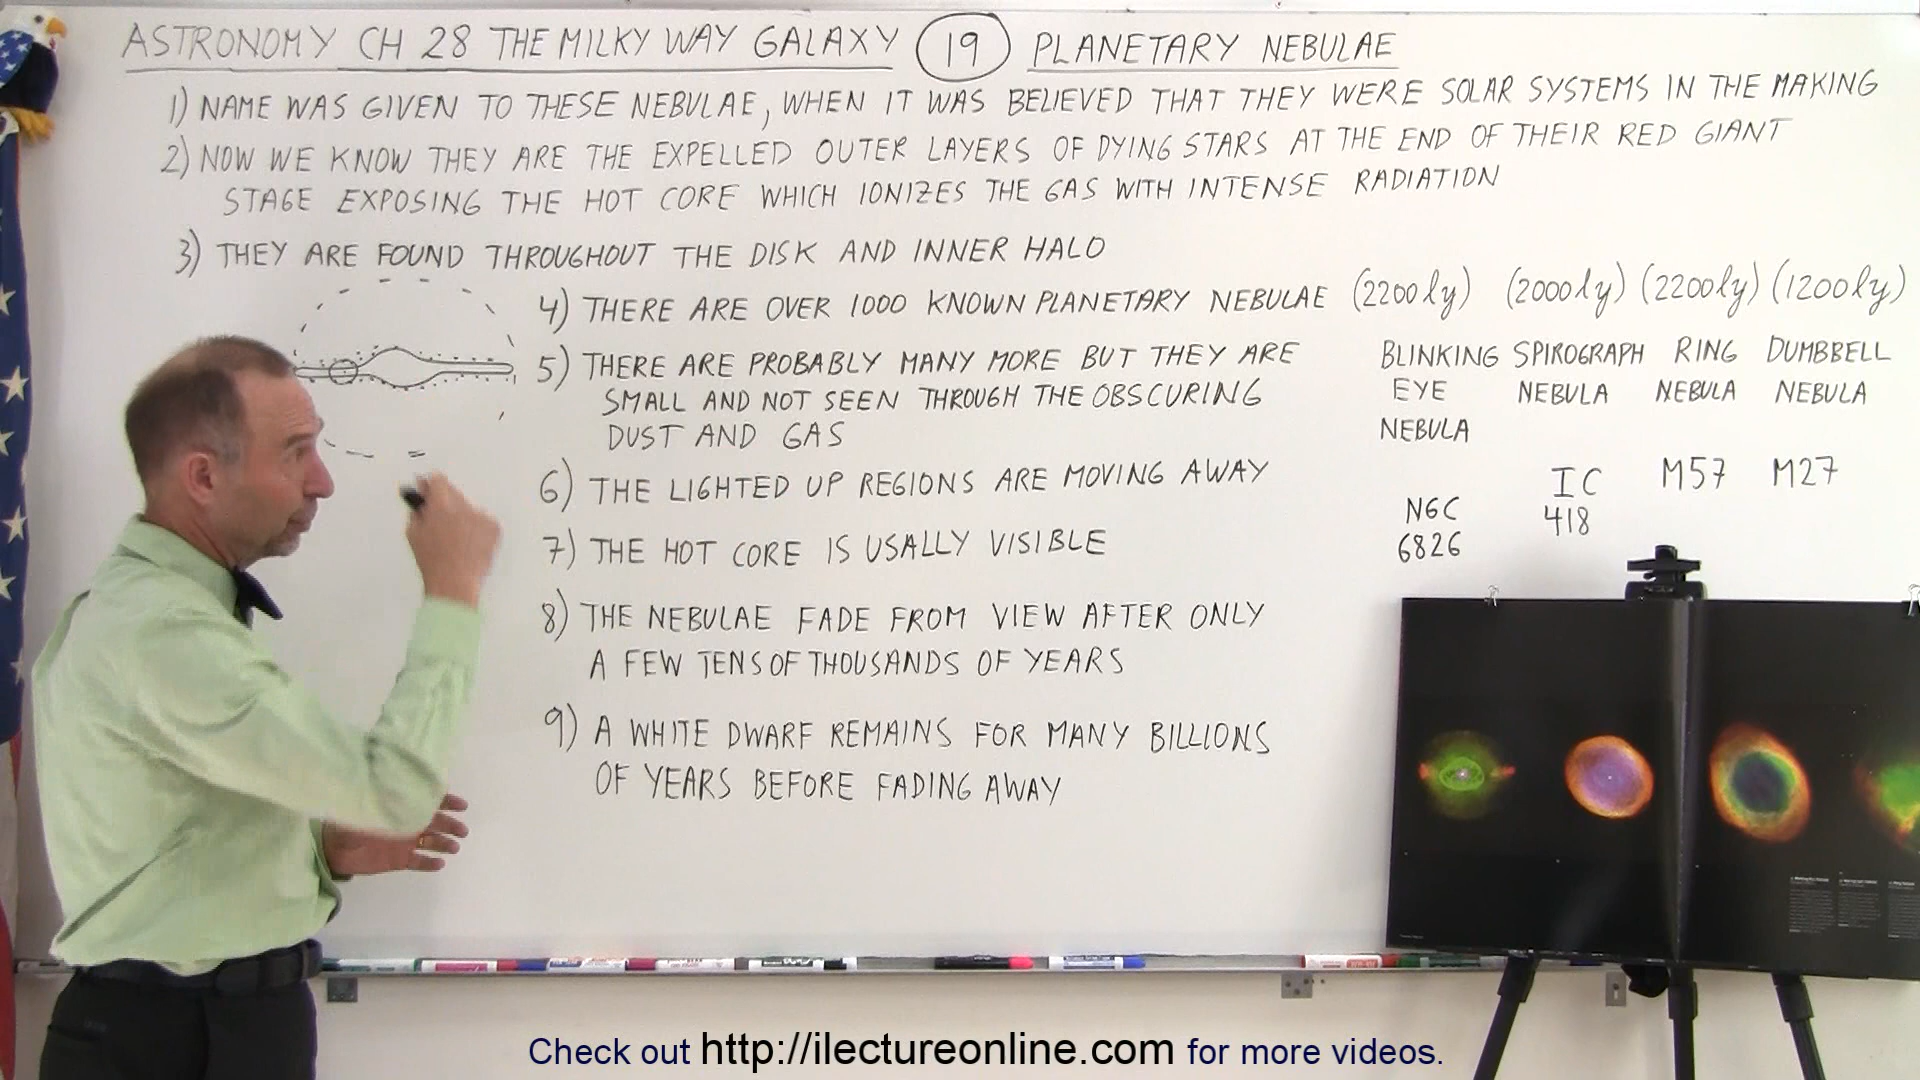 ASTRONOMY CH 28 THE MILKY WAY GALAXY 19 PLANETARY NEBULAE
1) NAME WAS GIVEN TO THESE NEBULAE, WHEN IT WAS BELIEVED THAT THEY WERE SOLAR SYSTEMS IN THE MAKING
2) NOW WE KNOW THEY ARE THE EXPELLED OUTER LAYERS OF DYING STARS AT THE END OF THEIR RED GIANT
STAGE EXPOSING THE HOT CORE WHICH IONIZES THE GAS WITH INTENSE RADIATION
3) THEY ARE FOUND THROUGHOUT THE DISK AND INNER HALO
4) THERE ARE OVER 1000 KNOWN PLANETARY NEBULAE
5) THERE ARE PROBABLY MANY MORE BUT THEY ARE
SMALL AND NOT SEEN THROUGH THE OBSCURING
DUST AND GAS
6) THE LIGHTED UP REGIONS ARE MOVING AWAY
7) THE HOT CORE IS USALLY VISIBLE
8) THE NEBULAE FADE FROM VIEW AFTER ONLY
A FEW TENS OF THOUSANDS OF YEARS
9) A WHITE DWARF REMAINS FOR MANY BILLIONS
OF YEARS BEFORE FADING AWAY
(2200 ly) (2000 ly) (2200 ly) (1200 ly)
BLINKING SPIROGRAPH RING DUMBBELL
EYE NEBULA NEBULA NEBULA
NEBULA
IC M57 M27
NGC 418
6826
Check out http://ilectureonline.com for more videos.